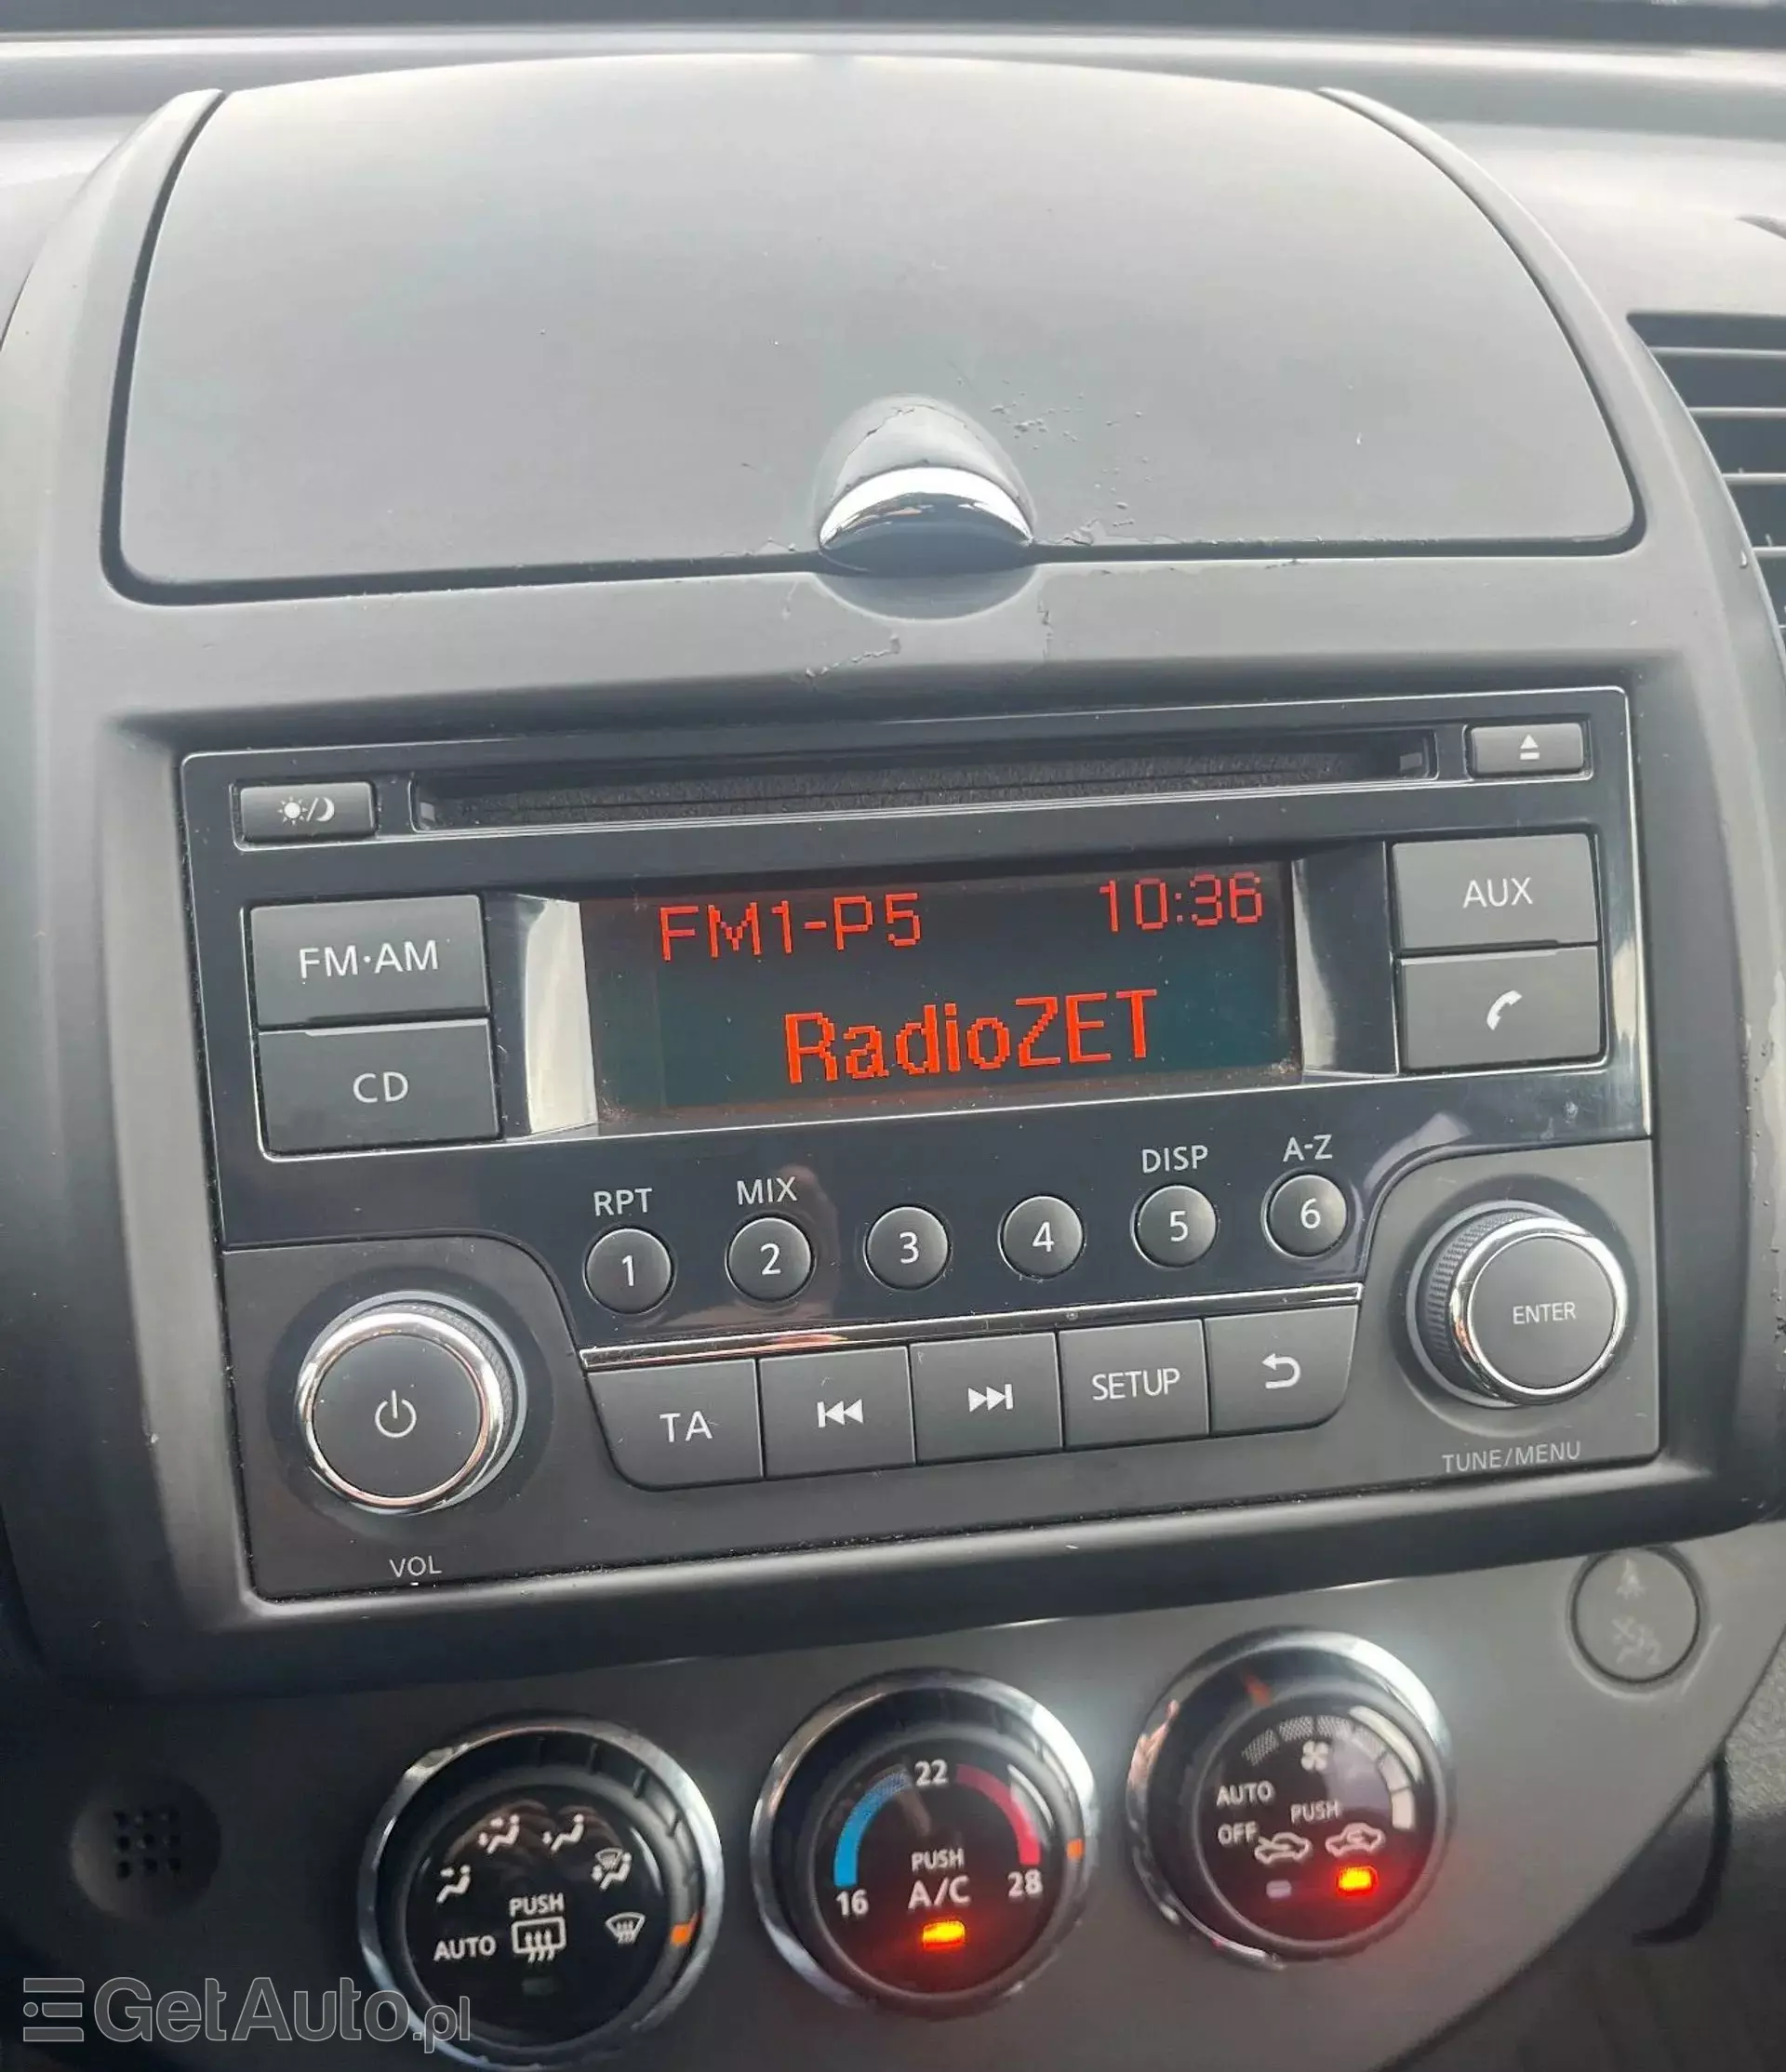 FM·AM
CD
FM1-P5 10:36
RadioZET
AUX
RPT MIX DISP A-Z
1 2 3 4 5 6
TA SETUP
ENTER
TUNE/MENU
VOL
PUSH
AUTO
22
PUSH
16 A/C 28
AUTO
PUSH
OFF
GetAuto.pl